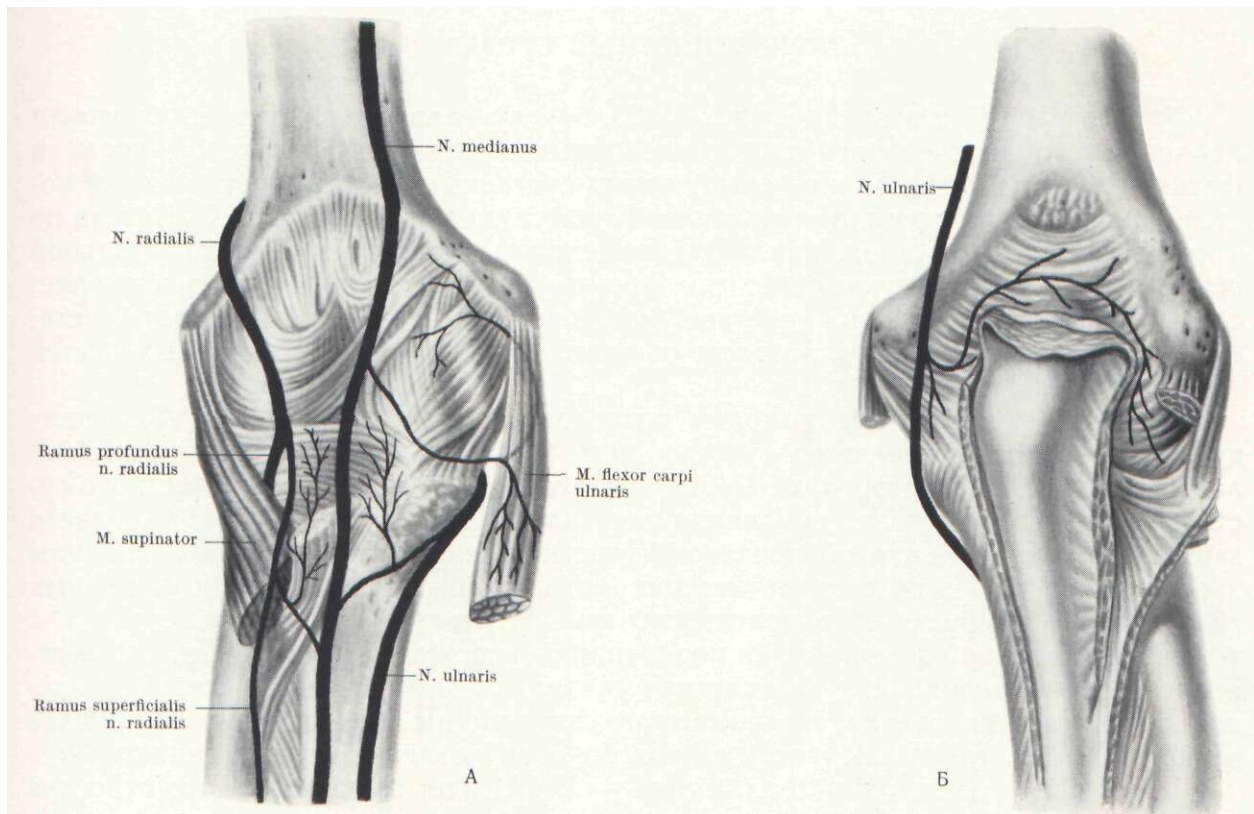 N. medianus
N. radialis
Ramus profundus
n. radialis
M. flexor carpi
ulnaris
M. supinator
N. ulnaris
Ramus superficialis
n. radialis
А
N. ulnaris
Б